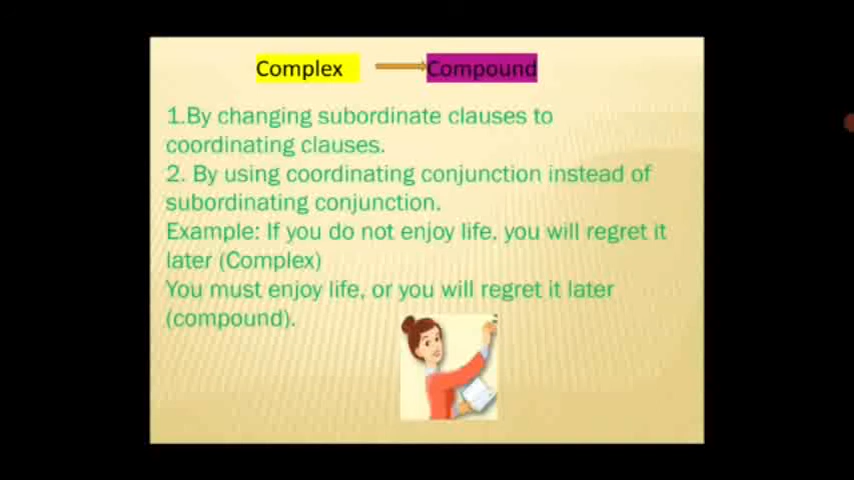 Complex Compound
1.By changing subordinate clauses to
coordinating clauses.
2. By using coordinating conjunction instead of
subordinating conjunction.
Example: If you do not enjoy life, you will regret it
later (Complex)
You must enjoy life, or you will regret it later
(compound).